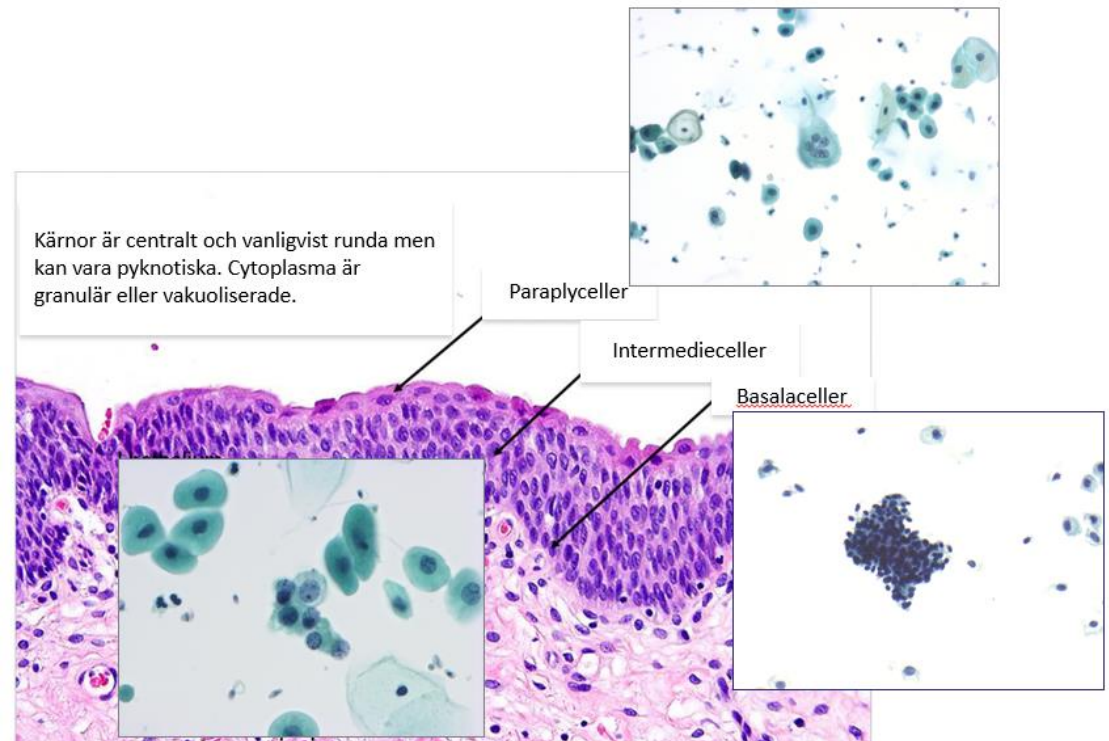 Kärnor är centralt och vanligvist runda men
kan vara pyknotiska. Cytoplasma är
granulär eller vakuoliserade.
Paraplyceller
Intermedieceller
Basalaceller